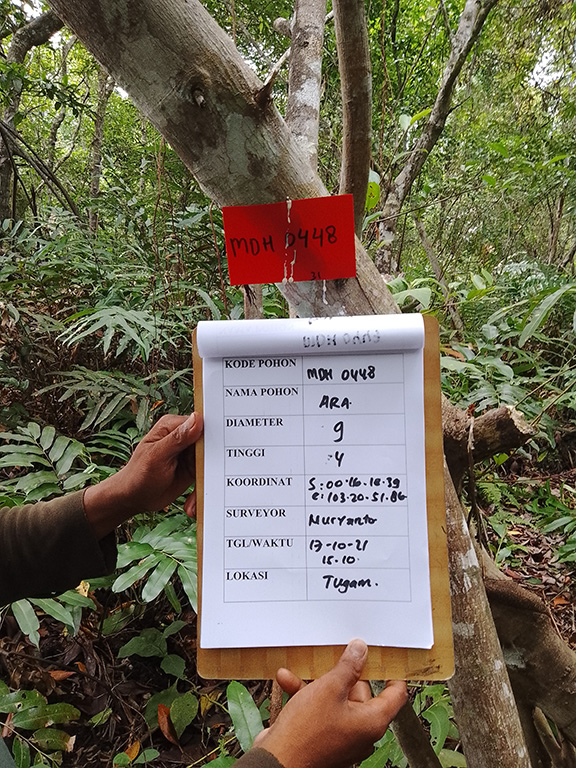 MDH 0448
31
KODE POHON MDH 0448
NAMA POHON ARA
DIAMETER 9
TINGGI 4
KOORDINAT S:00.16.18.39
E:103.20.51.86
SURVEYOR Nuryanto
TGL/WAKTU 17-10-21
15.10
LOKASI Tugam.